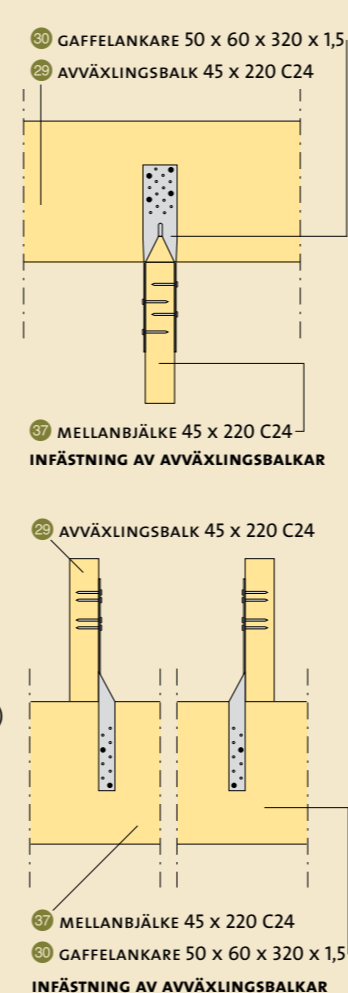 30 GAFFELANKARE 50 x 60 x 320 x 1,5
29 AVVÄXLINGSBALK 45 x 220 C24
37 MELLANBJÄLKE 45 x 220 C24
INFÄSTNING AV AVVÄXLINGSBALKAR
29 AVVÄXLINGSBALK 45 x 220 C24
)
37 MELLANBJÄLKE 45 x 220 C24
30 GAFFELANKARE 50 x 60 x 320 x 1,5
INFÄSTNING AV AVVÄXLINGSBALKAR